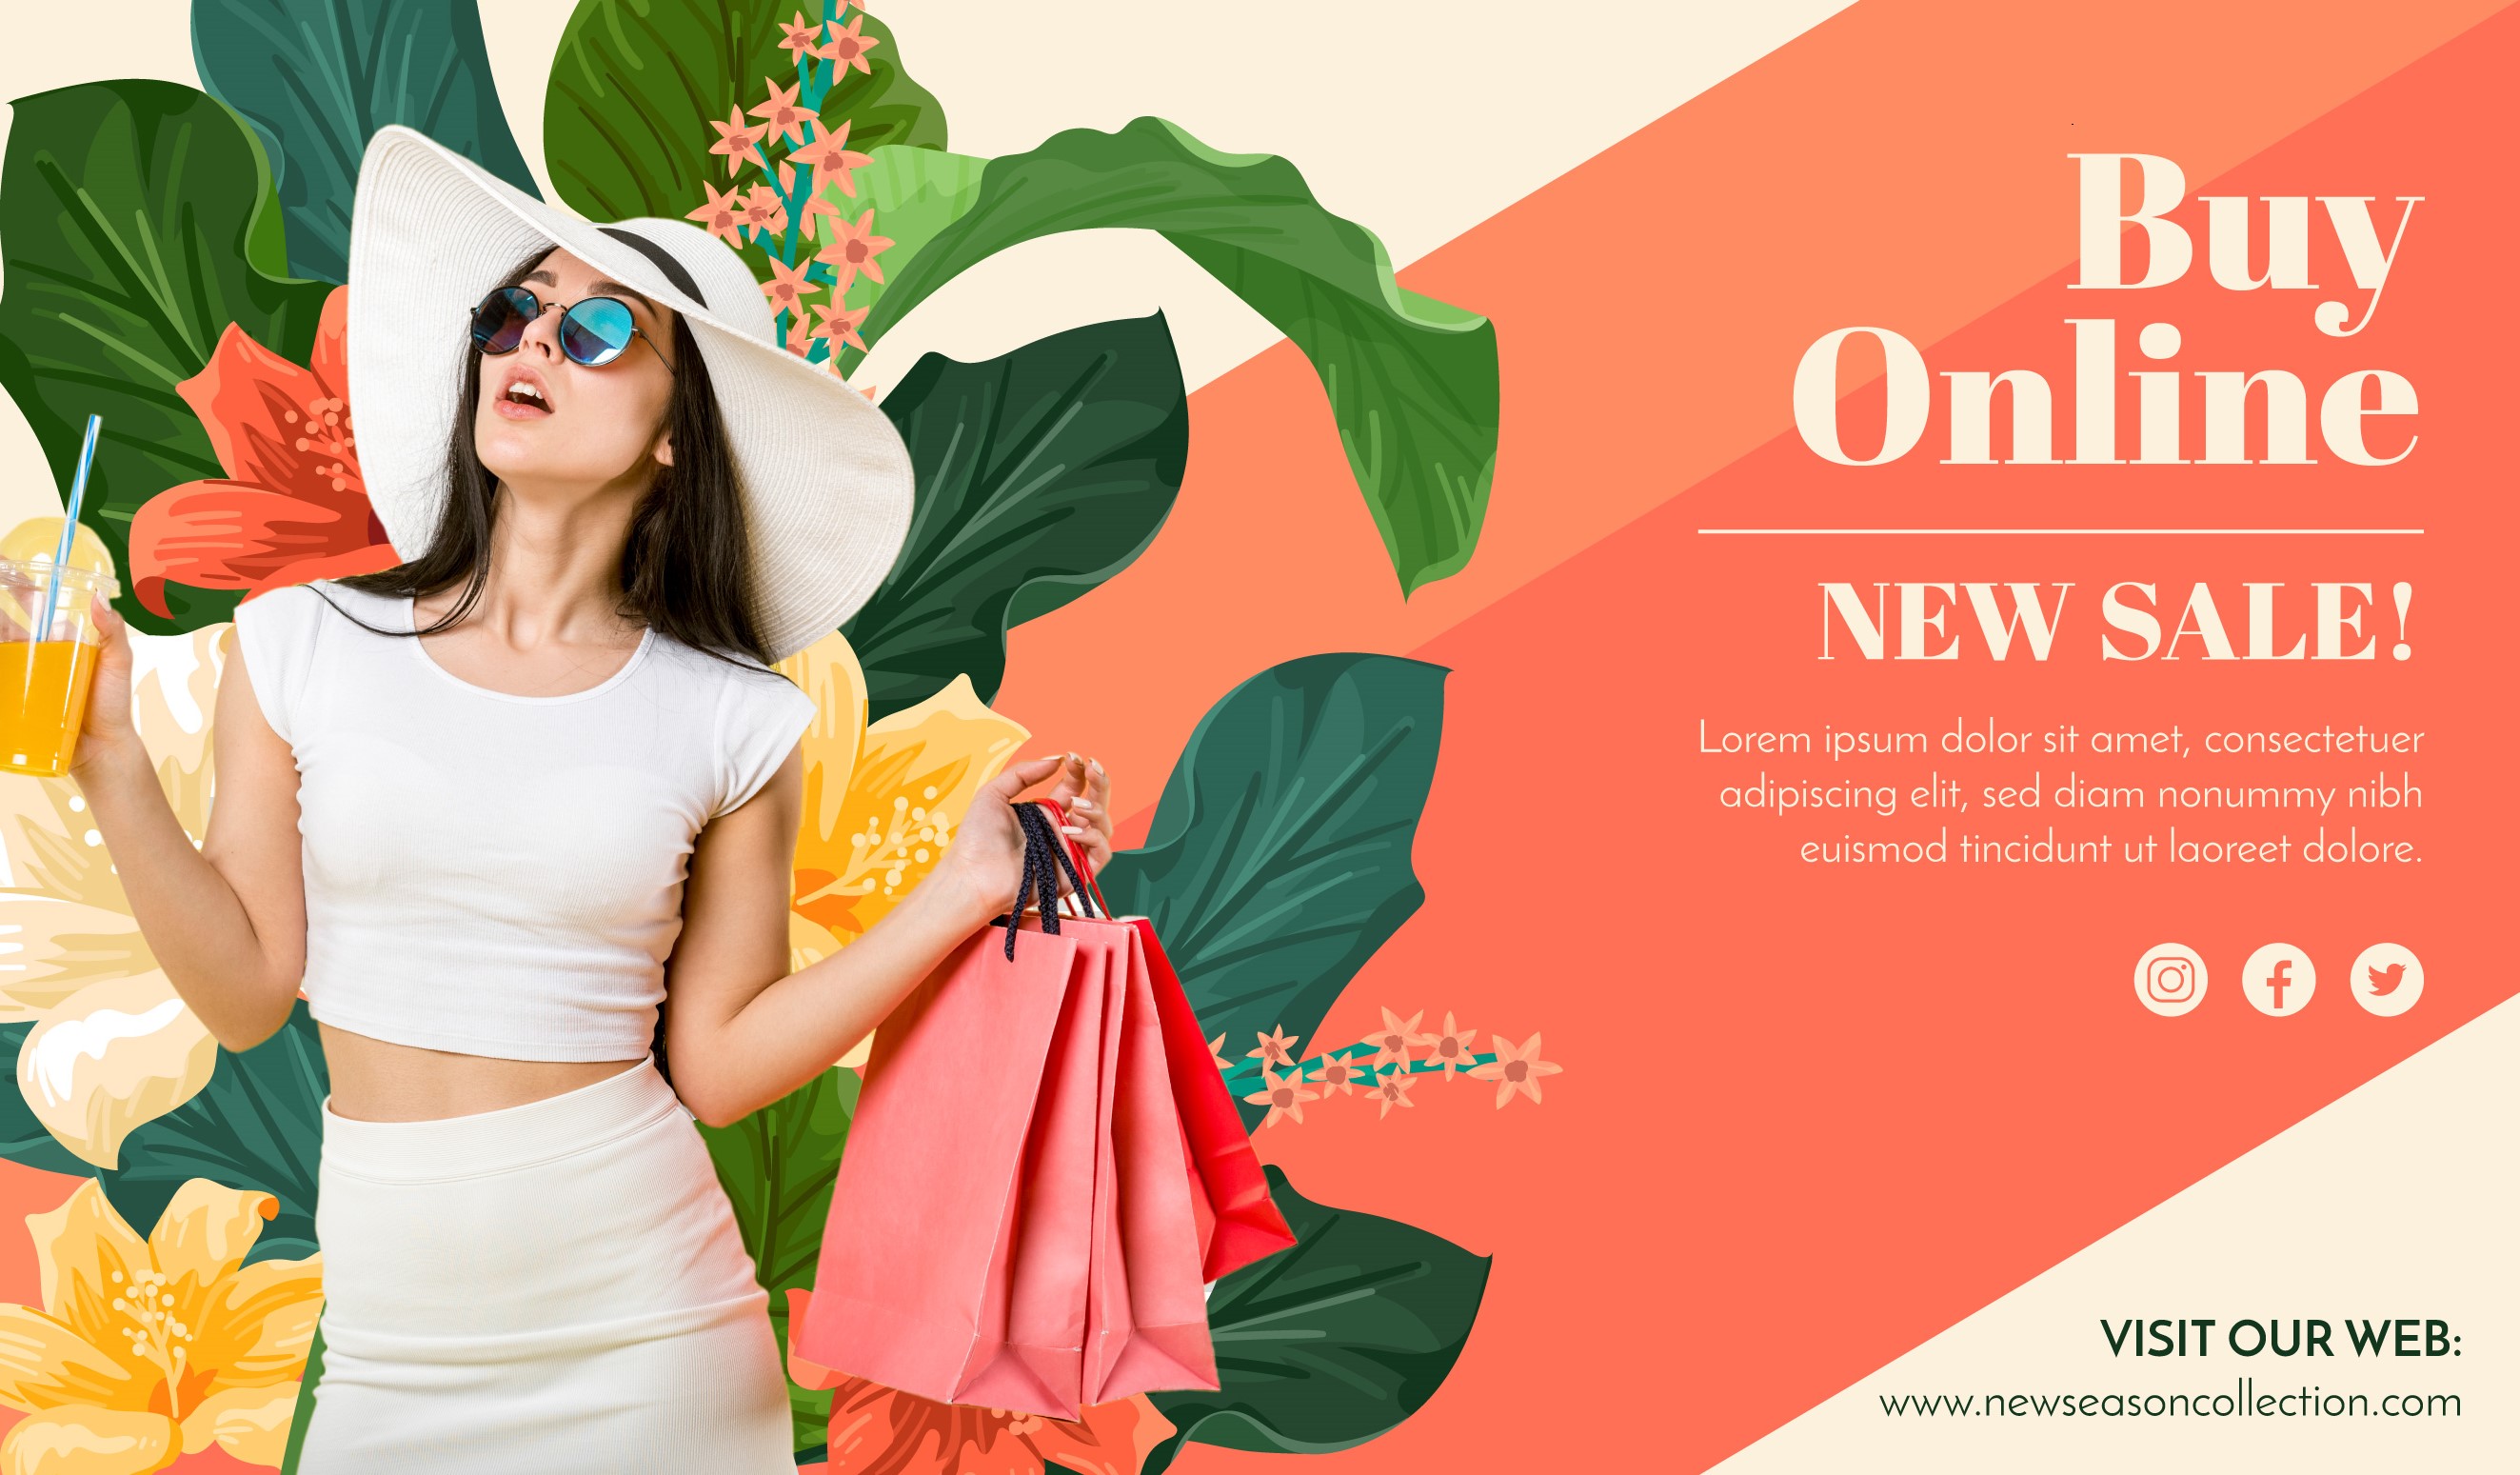 Buy
Online
NEW SALE!
Lorem ipsum dolor sit amet, consectetuer
adipiscing elit, sed diam nonummy nibh
euismod tincidunt ut laoreet dolore.
VISIT OUR WEB:
www.newseasoncollection.com